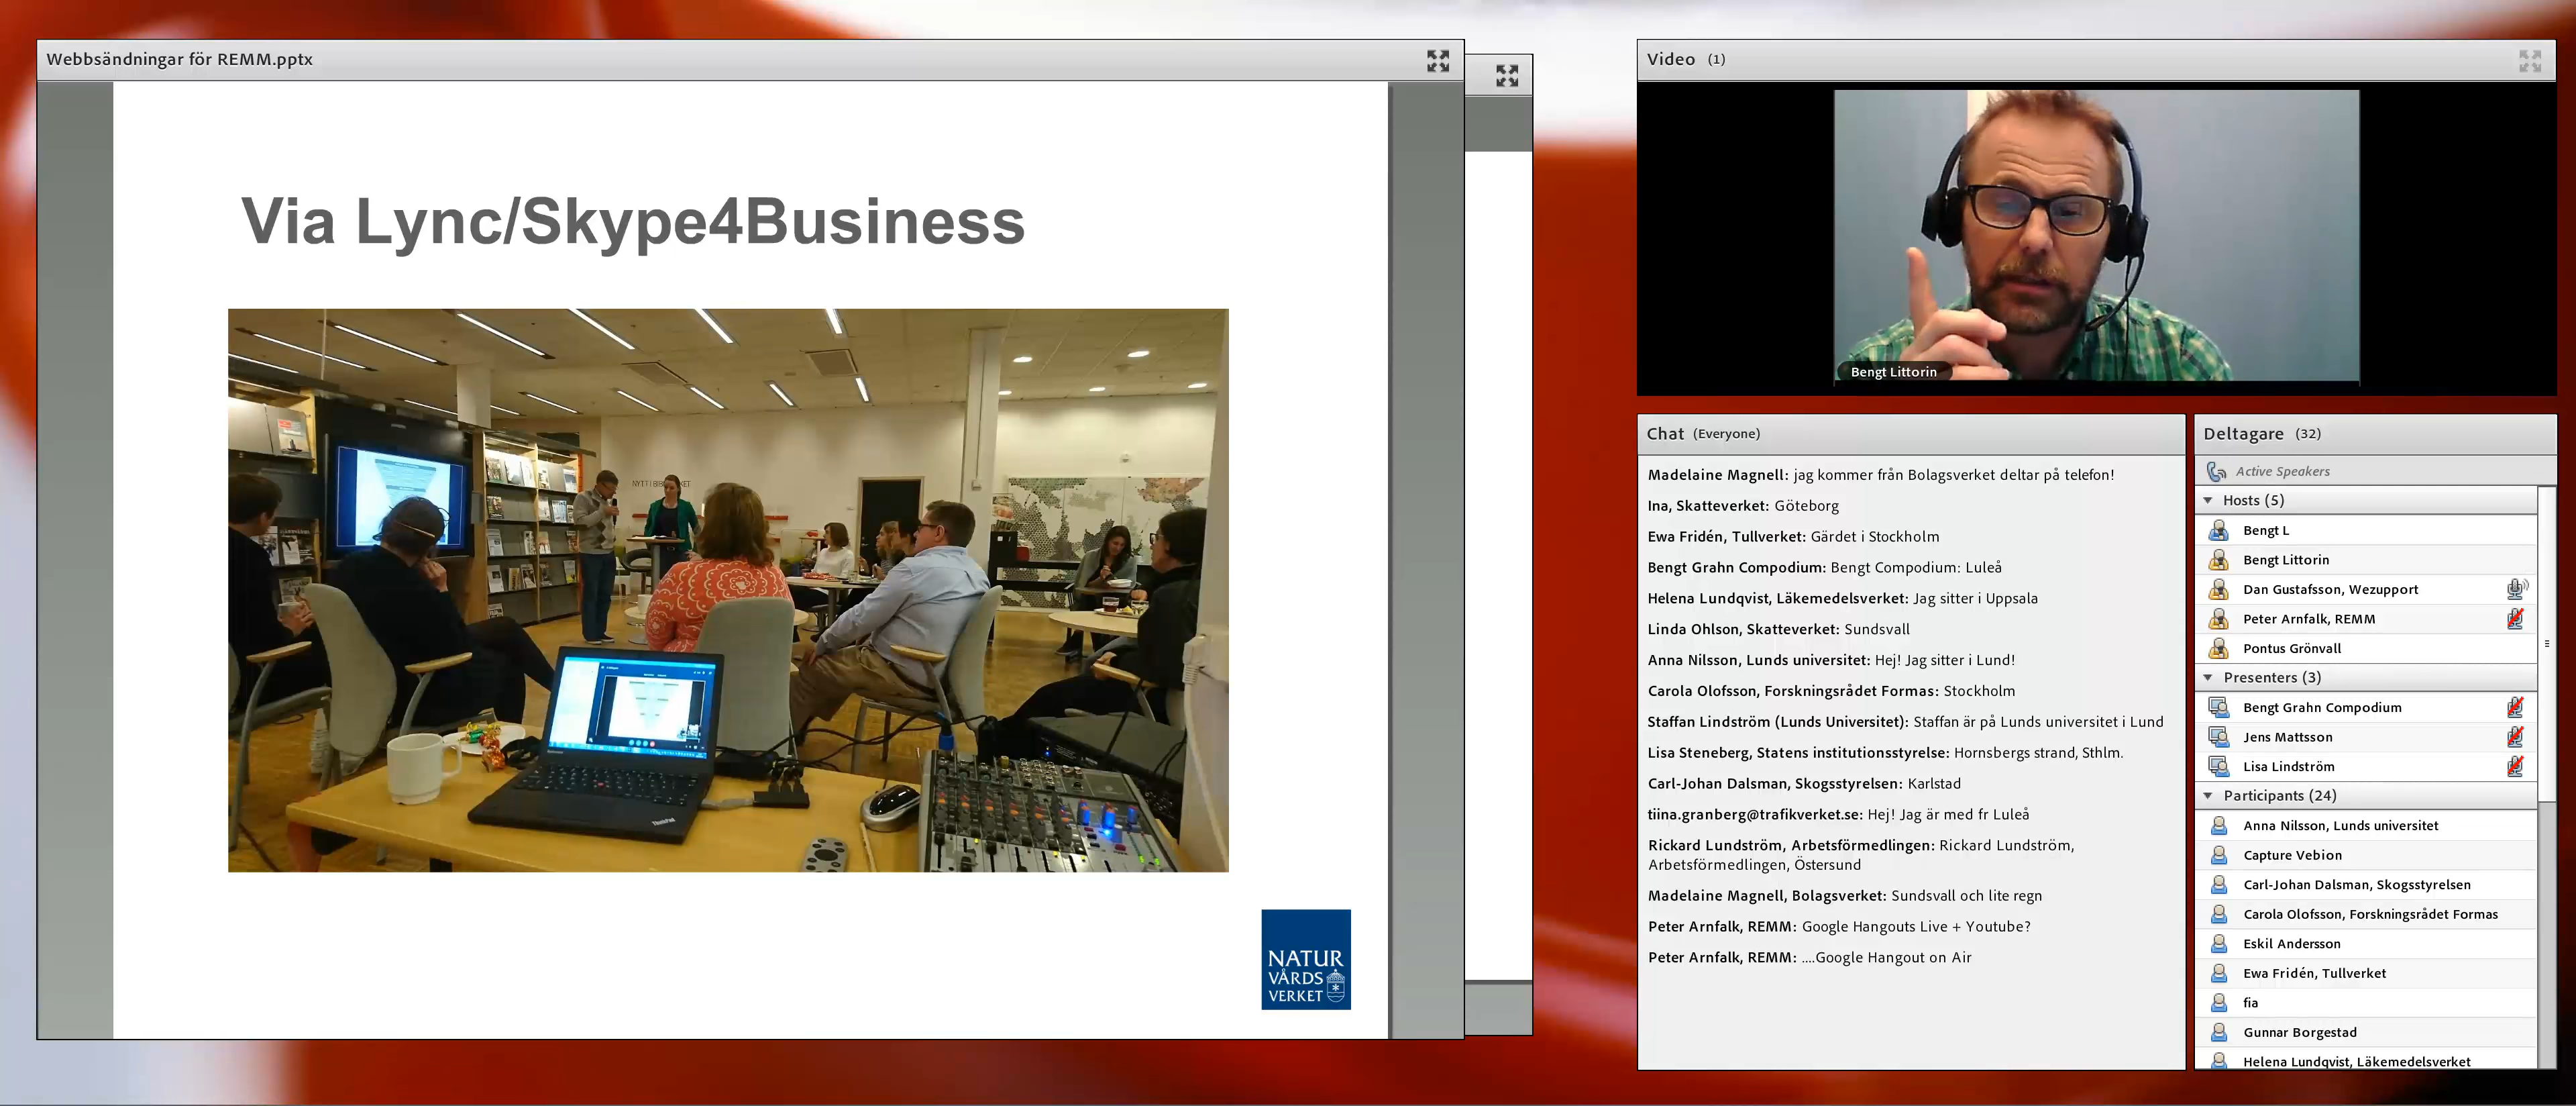 Webbsändningar för REMM.pptx
Via Lync/Skype4Business
NATUR
VÅRDS
VERKET
Video (1)
Bengt Littorin
Chat (Everyone)
Madelaine Magnell: jag kommer från Bolagsverket deltar på telefon!
Ina, Skatteverket: Göteborg
Ewa Fridén, Tullverket: Gärdet i Stockholm
Bengt Grahn Compodium: Bengt Compodium: Luleå
Helena Lundqvist, Läkemedelsverket: Jag sitter i Uppsala
Linda Ohlson, Skatteverket: Sundsvall
Anna Nilsson, Lunds universitet: Hej! Jag sitter i Lund!
Carola Olofsson, Forskningsrådet Formas: Stockholm
Staffan Lindström (Lunds Universitet): Staffan är på Lunds universitet i Lund
Lisa Steneberg, Statens institutionsstyrelse: Hornsbergs strand, Sthlm.
Carl-Johan Dalsman, Skogsstyrelsen: Karlstad
tiina.granberg@trafikverket.se: Hej! Jag är med fr Luleå
Rickard Lundström, Arbetsförmedlingen: Rickard Lundström,
Arbetsförmedlingen, Östersund
Madelaine Magnell, Bolagsverket: Sundsvall och lite regn
Peter Arnfalk, REMM: Google Hangouts Live + Youtube?
Peter Arnfalk, REMM: ....Google Hangout on Air
Deltagare (32)
Active Speakers
Hosts (5)
Bengt L
Bengt Littorin
Dan Gustafsson, Wezupport
Peter Arnfalk, REMM
Pontus Grönvall
Presenters (3)
Bengt Grahn Compodium
Jens Mattsson
Lisa Lindström
Participants (24)
Anna Nilsson, Lunds universitet
Capture Vebion
Carl-Johan Dalsman, Skogsstyrelsen
Carola Olofsson, Forskningsrådet Formas
Eskil Andersson
Ewa Fridén, Tullverket
fia
Gunnar Borgestad
Helena Lundqvist, Läkemedelsverket